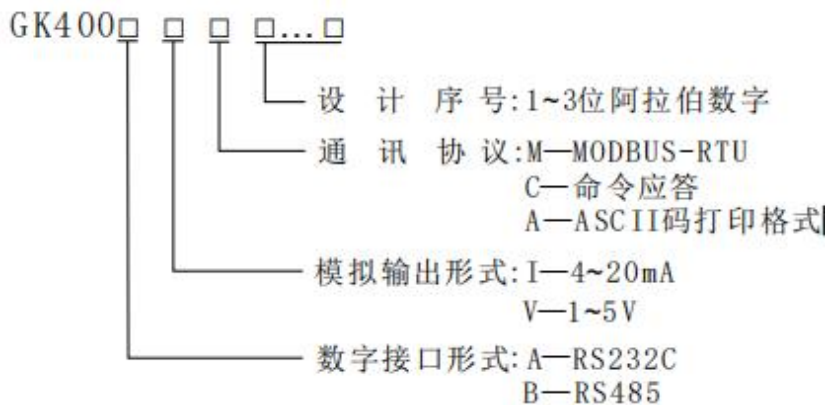 GK400□ □ □ □...□
设 计 序 号:1~3位阿拉伯数字
通 讯 协 议:M—MODBUS-RTU
C—命令应答
A—ASCII码打印格式
模拟输出形式:I—4~20mA
V—1~5V
数字接口形式:A—RS232C
B—RS485